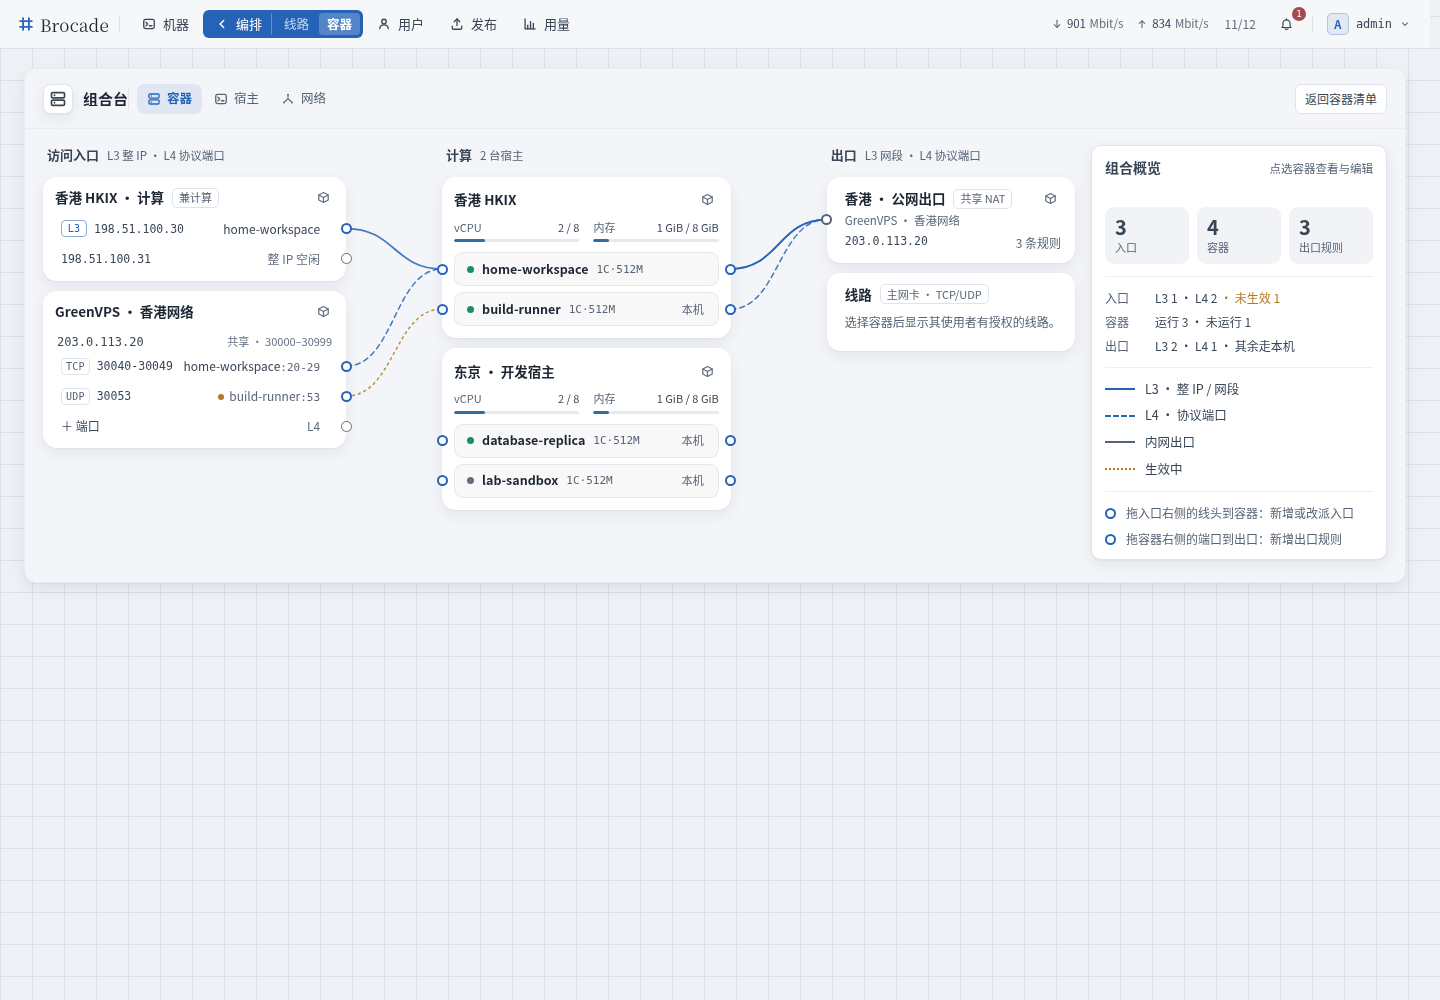 Brocade
机器
编排
线路
容器
用户
发布
用量
901 Mbit/s
834 Mbit/s
11/12
1
A
admin
组合台
容器
宿主
网络
返回容器清单
访问入口 L3 整 IP • L4 协议端口
香港 HKIX • 计算 兼计算
L3 198.51.100.30 home-workspace
198.51.100.31 整 IP 空闲
GreenVPS • 香港网络
203.0.113.20 共享 • 30000–30999
TCP 30040-30049 home-workspace:20-29
UDP 30053 build-runner:53
端口 L4
计算 2 台宿主
香港 HKIX
vCPU 2 / 8 内存 1 GiB / 8 GiB
home-workspace 1C·512M
build-runner 1C·512M 本机
东京 • 开发宿主
vCPU 2 / 8 内存 1 GiB / 8 GiB
database-replica 1C·512M 本机
lab-sandbox 1C·512M 本机
出口 L3 网段 • L4 协议端口
香港 • 公网出口 共享 NAT
GreenVPS • 香港网络
203.0.113.20 3 条规则
线路 主网卡 • TCP/UDP
选择容器后显示其使用者有授权的线路。
组合概览 点选容器查看与编辑
3 入口
4 容器
3 出口规则
入口 L3 1 • L4 2 • 未生效 1
容器 运行 3 • 未运行 1
出口 L3 2 • L4 1 • 其余走本机
L3 • 整 IP / 网段
L4 • 协议端口
内网出口
生效中
拖入口右侧的线头到容器：新增或改派入口
拖容器右侧的端口到出口：新增出口规则